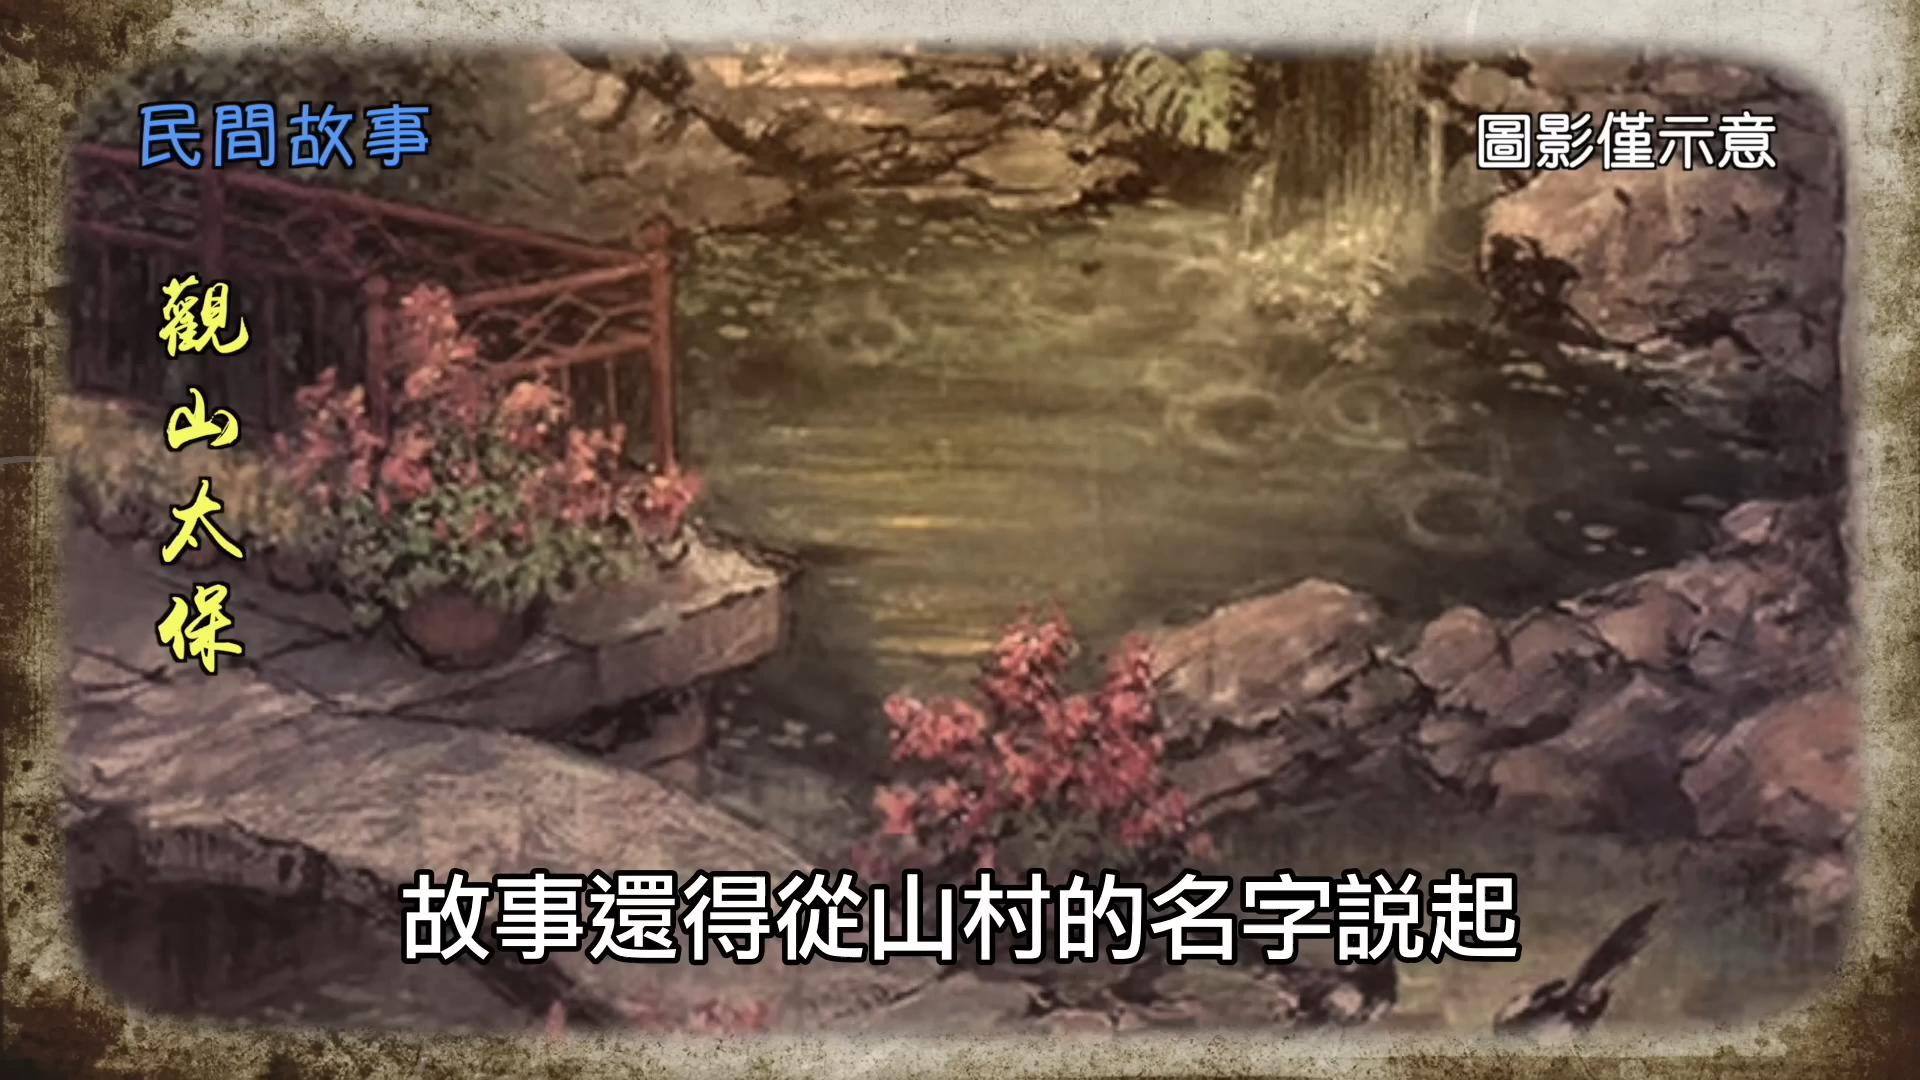 民間故事
圖影僅示意
觀山太保
故事還得從山村的名字説起